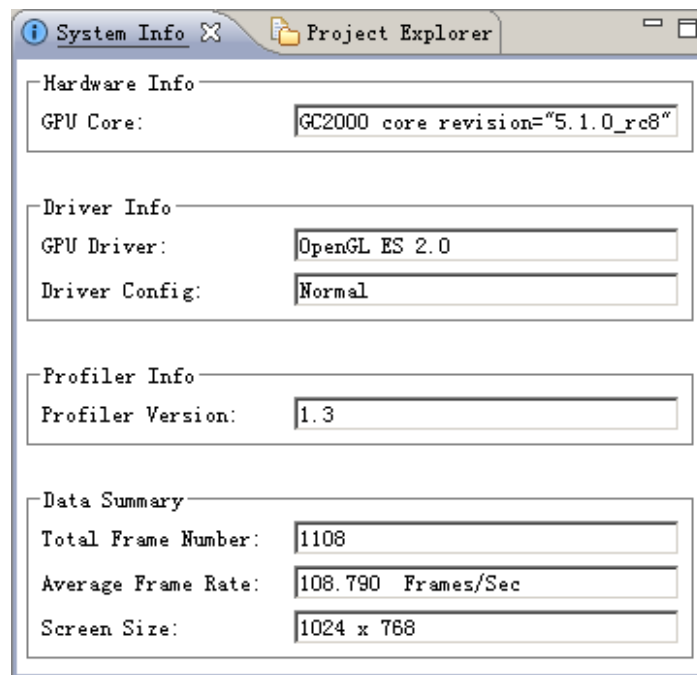 System Info
Project Explorer
Hardware Info
GPU Core: GC2000 core revision="5.1.0_rc8"
Driver Info
GPU Driver: OpenGL ES 2.0
Driver Config: Normal
Profiler Info
Profiler Version: 1.3
Data Summary
Total Frame Number: 1108
Average Frame Rate: 108.790 Frames/Sec
Screen Size: 1024 x 768